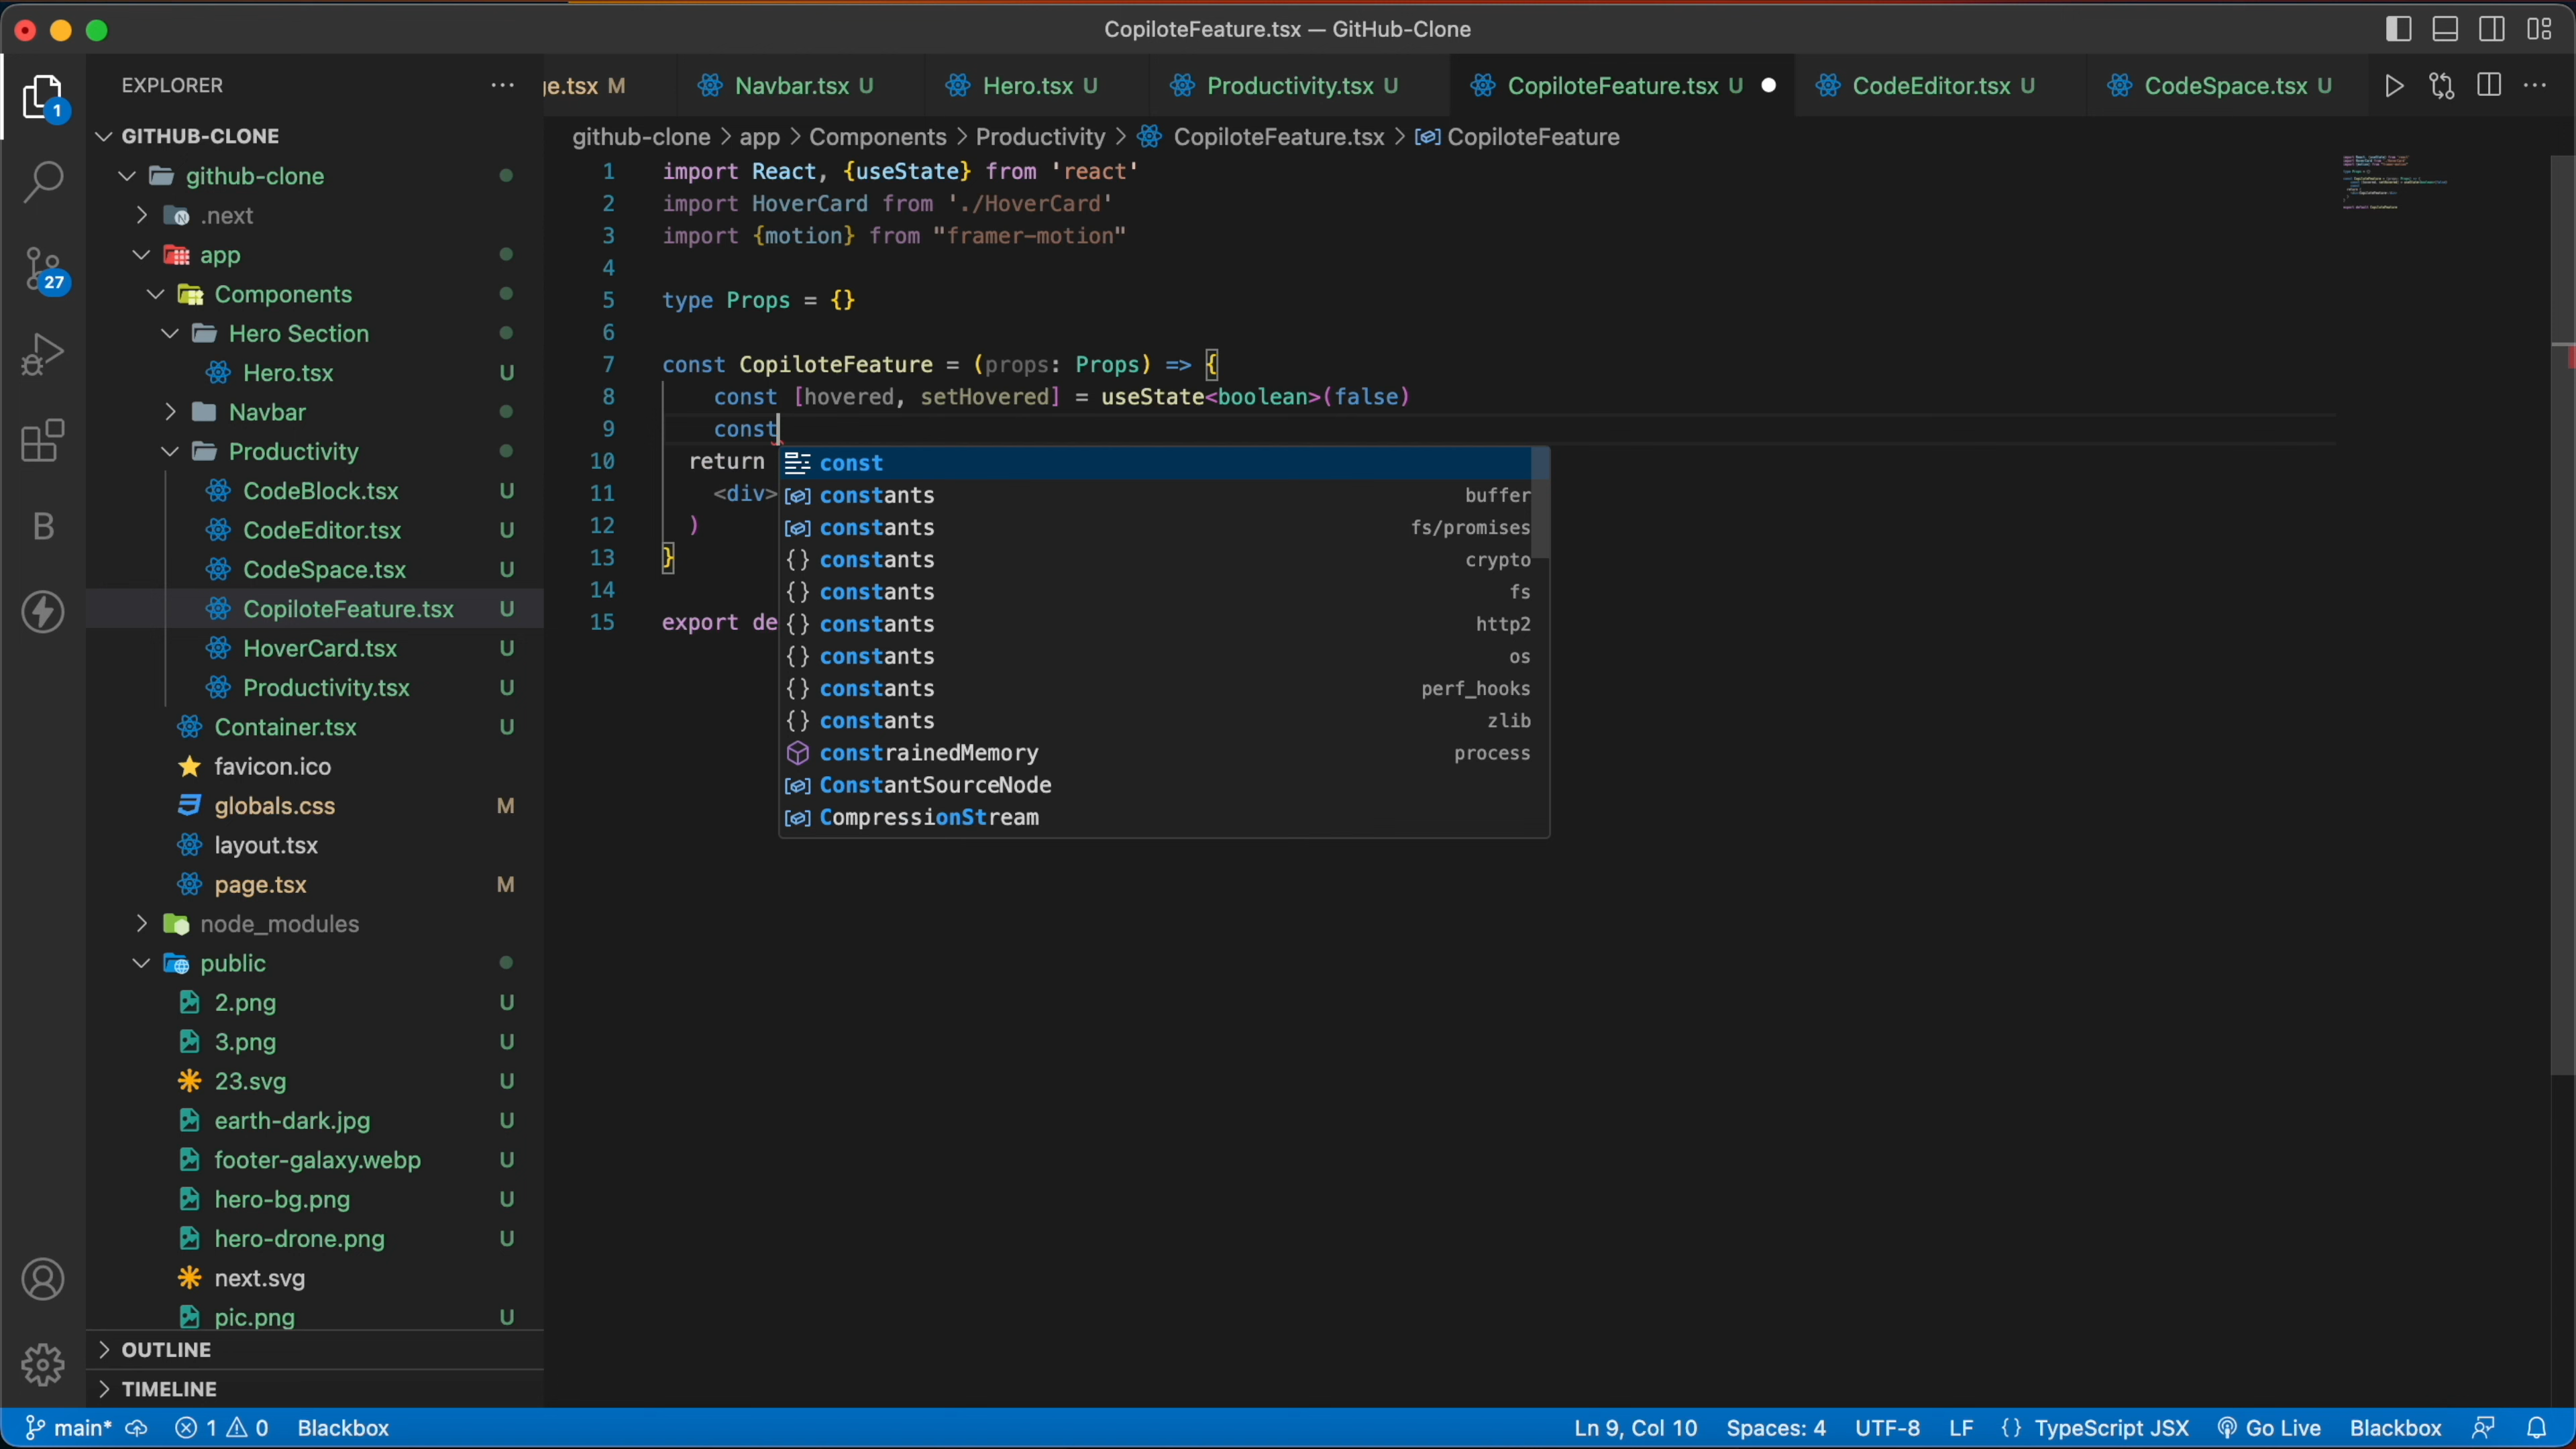 CopiloteFeature.tsx — GitHub-Clone
EXPLORER
ge.tsx M
Navbar.tsx U
Hero.tsx U
Productivity.tsx U
CopiloteFeature.tsx U
CodeEditor.tsx U
CodeSpace.tsx U
github-clone > app > Components > Productivity > CopiloteFeature.tsx > CopiloteFeature
1
GITHUB-CLONE
github-clone
.next
app
Components
Hero Section
Hero.tsx U
Navbar
Productivity
CodeBlock.tsx U
CodeEditor.tsx U
CodeSpace.tsx U
CopiloteFeature.tsx U
HoverCard.tsx U
Productivity.tsx U
Container.tsx U
favicon.ico
globals.css M
layout.tsx
page.tsx M
node_modules
public
2.png U
3.png U
23.svg U
earth-dark.jpg U
footer-galaxy.webp U
hero-bg.png U
hero-drone.png U
next.svg
pic.png U
OUTLINE
TIMELINE
27
B
1 import React, {useState} from 'react'
2 import HoverCard from './HoverCard'
3 import {motion} from "framer-motion"
4
5 type Props = {}
6
7 const CopiloteFeature = (props: Props) => {
8 const [hovered, setHovered] = useState<boolean>(false)
9 const
10 return
11 <div>
12 )
13 }
14
15 export de
const
constants buffer
constants fs/promises
{} constants crypto
{} constants fs
{} constants http2
{} constants os
{} constants perf_hooks
{} constants zlib
constrainedMemory process
ConstantSourceNode
CompressionStream
main* 1 0 Blackbox
Ln 9, Col 10 Spaces: 4 UTF-8 LF {} TypeScript JSX Go Live Blackbox